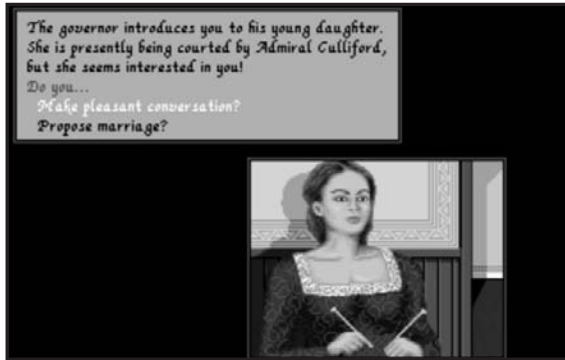 The governor introduces you to his young daughter.
She is presently being courted by Admiral Culliford,
but she seems interested in you!
Do you...
Make pleasant conversation?
Propose marriage?